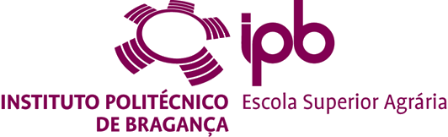 ipb
INSTITUTO POLITÉCNICO Escola Superior Agrária
DE BRAGANÇA